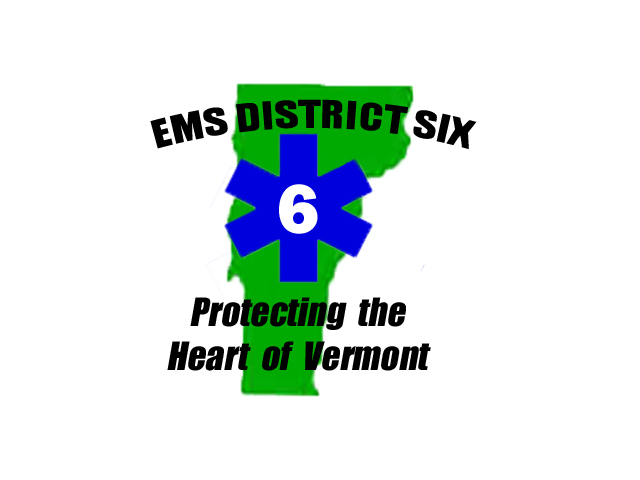 EMS DISTRICT SIX
6
Protecting the
Heart of Vermont